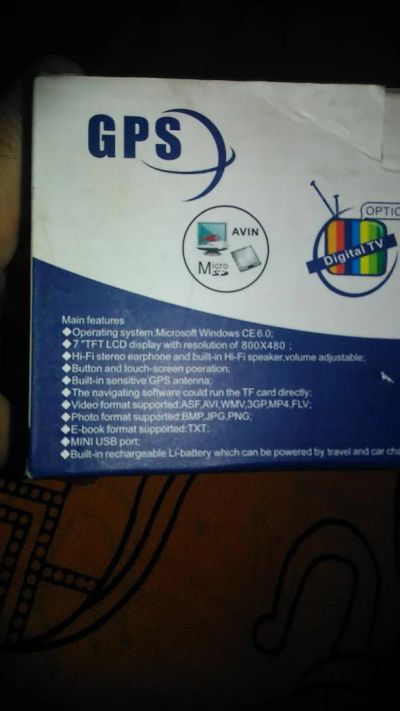 GPS
AVIN
Micro
SD
OPTIO
Digital TV
Main features
◆Operating system:Microsoft Windows CE6.0;
◆7 "TFT LCD display with resolution of 800X480 ;
◆Hi-Fi stereo earphone and built-in Hi-Fi speaker,volume adjustable;
◆Button and touch-screen poeration;
◆Built-in sensitive GPS antenna;
◆The navigating software could run the TF card directly;
◆Video format supported:ASF,AVI,WMV,3GP,MP4,FLV;
◆Photo format supported:BMP,JPG,PNG;
◆E-book format supported:TXT;
◆MINI USB port;
◆Built-in rechargeable Li-battery which can be powered by travel and car cha